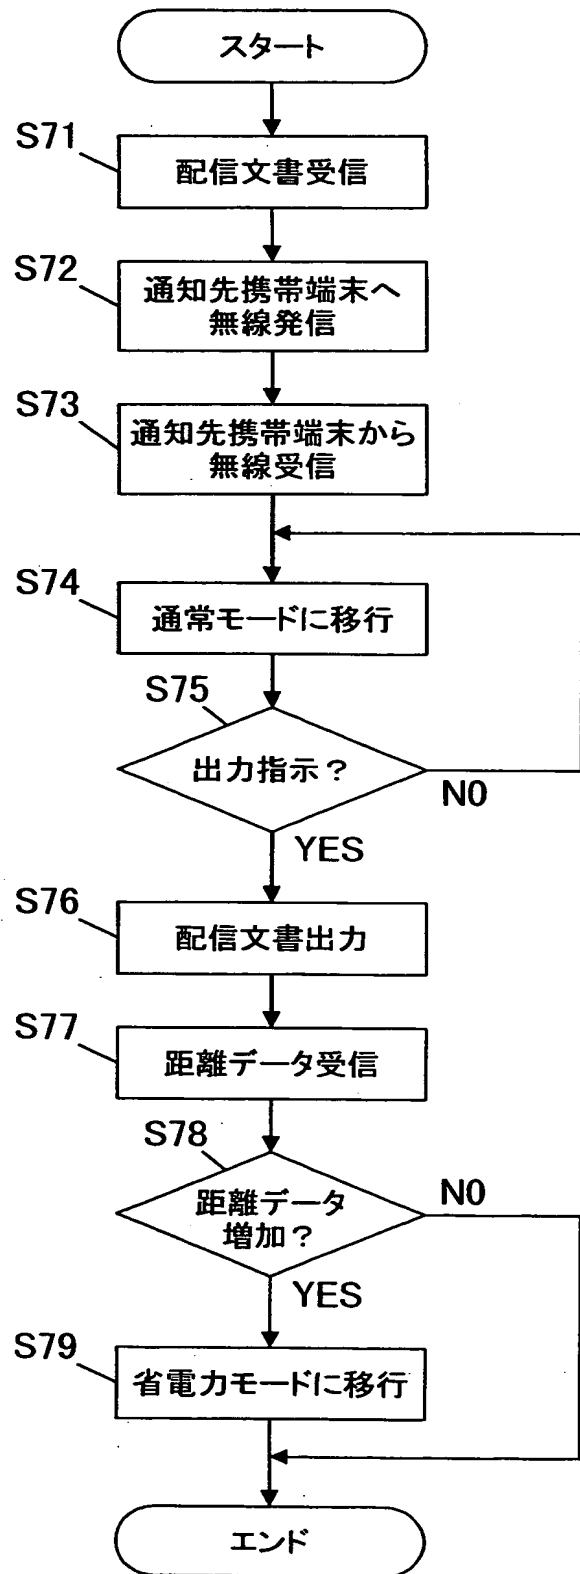 スタート
S71
配信文書受信
S72
通知先携帯端末へ
無線発信
S73
通知先携帯端末から
無線受信
S74
通常モードに移行
S75
出力指示？
NO
YES
S76
配信文書出力
S77
距離データ受信
S78
距離データ
増加？
NO
YES
S79
省電力モードに移行
エンド